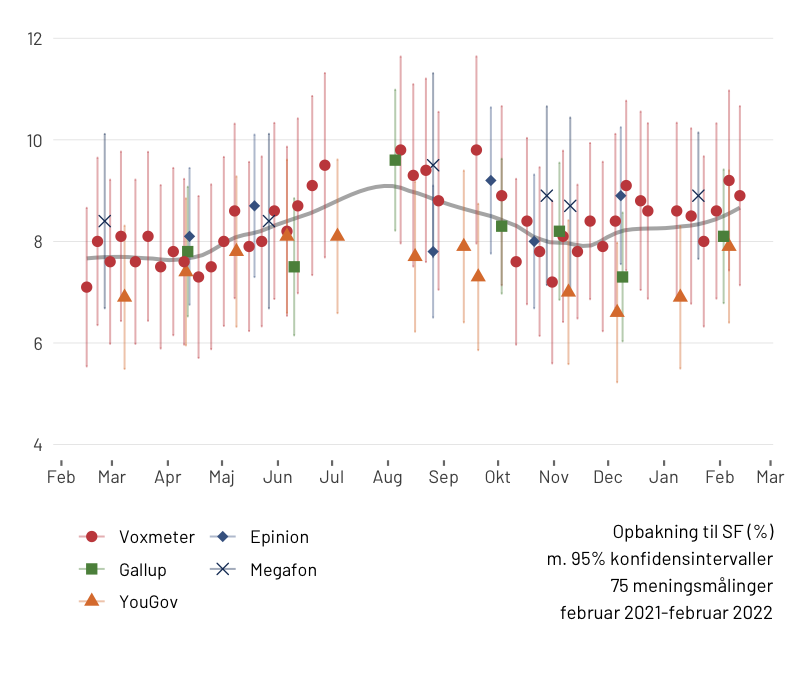 12
10
8
6
4
Feb Mar Apr Maj Jun Jul Aug Sep Okt Nov Dec Jan Feb Mar
Voxmeter Epinion
Gallup Megafon
YouGov
Opbakning til SF (%)
m. 95% konfidensintervaller
75 meningsmålinger
februar 2021-februar 2022